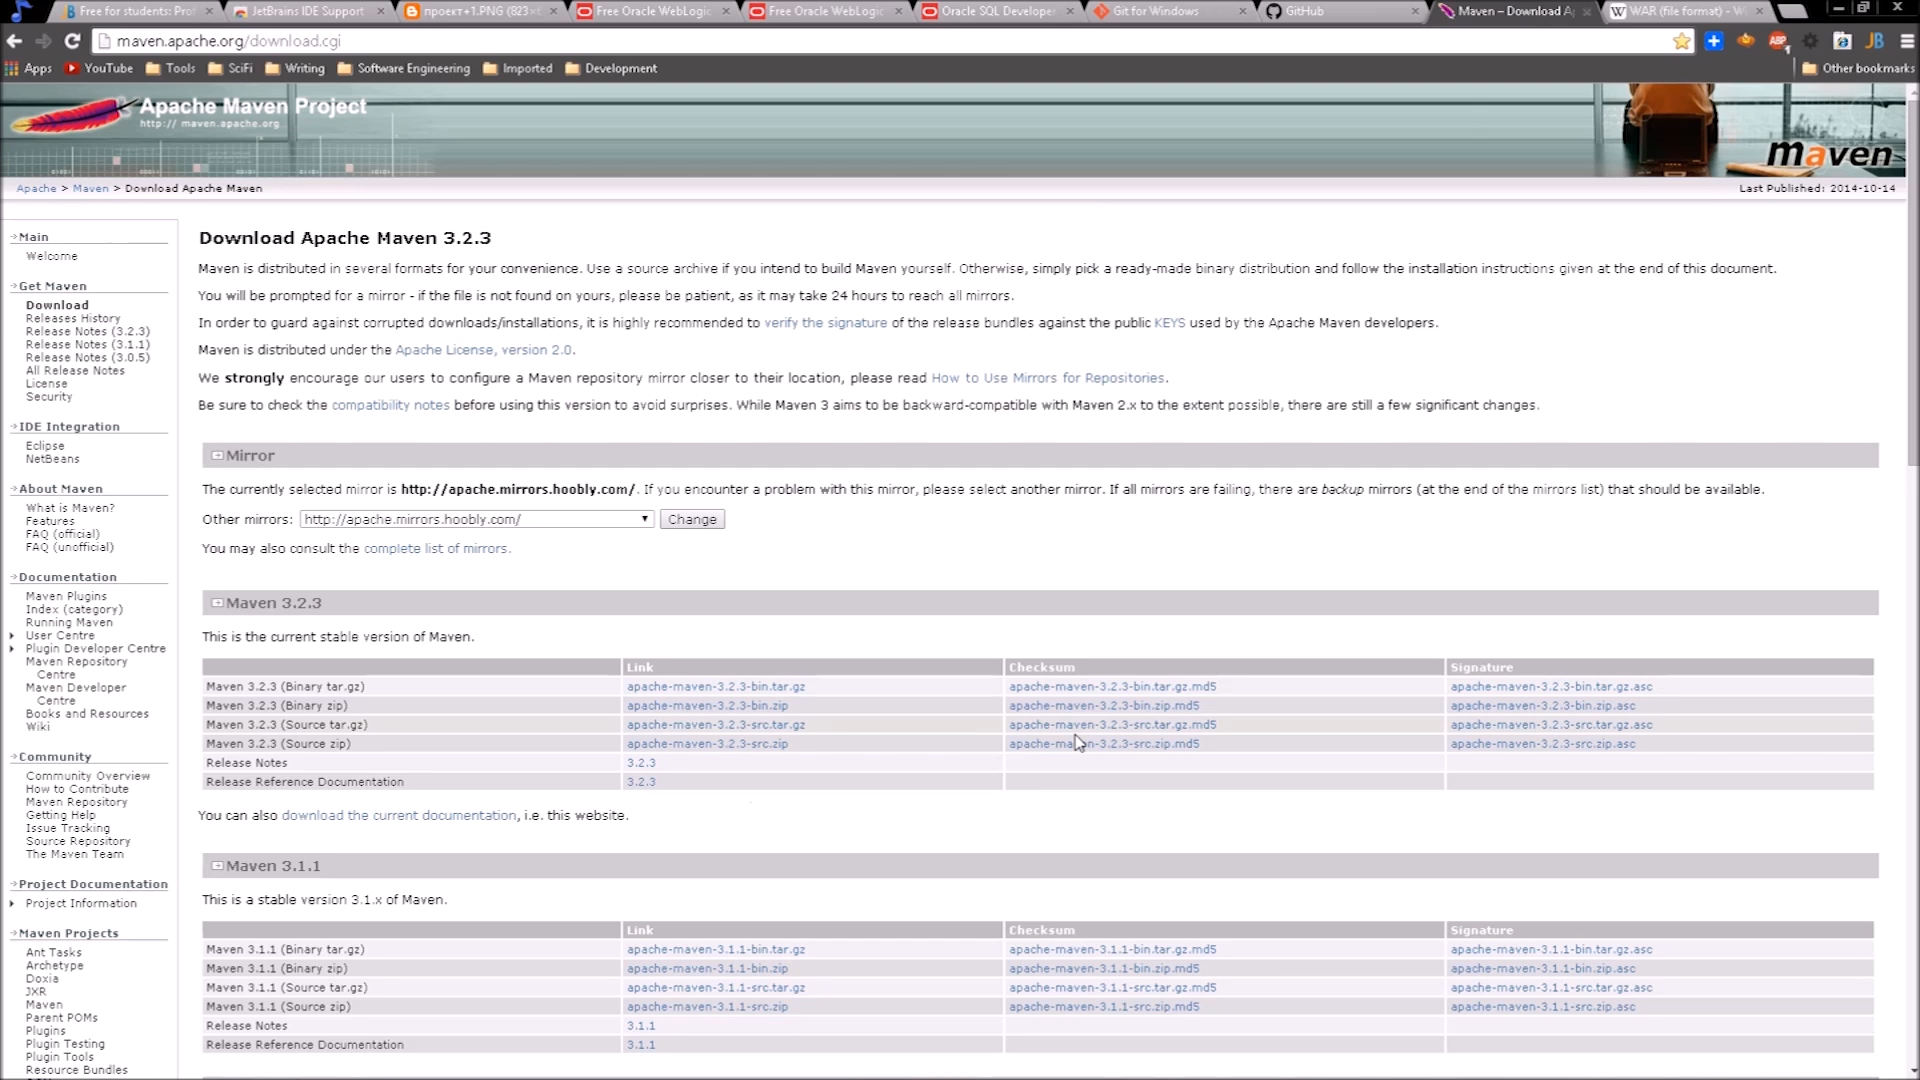 Free for students: Prof
JetBrains IDE Support
проект+1.PNG (823×
Free Oracle WebLogic
Free Oracle WebLogic
Oracle SQL Developer
Git for Windows
GitHub
Maven – Download A
WAR (file format) - W
maven.apache.org/download.cgi
Apps
YouTube
Tools
SciFi
Writing
Software Engineering
Imported
Development
Other bookmarks
Apache Maven Project
http:// maven.apache.org
maven
Apache > Maven > Download Apache Maven
Last Published: 2014-10-14
Main
Welcome
Get Maven
Download
Releases History
Release Notes (3.2.3)
Release Notes (3.1.1)
Release Notes (3.0.5)
All Release Notes
License
Security
IDE Integration
Eclipse
NetBeans
About Maven
What is Maven?
Features
FAQ (official)
FAQ (unofficial)
Documentation
Maven Plugins
Index (category)
Running Maven
User Centre
Plugin Developer Centre
Maven Repository
Centre
Maven Developer
Centre
Books and Resources
Wiki
Community
Community Overview
How to Contribute
Maven Repository
Getting Help
Issue Tracking
Source Repository
The Maven Team
Project Documentation
Project Information
Maven Projects
Ant Tasks
Archetype
Doxia
JXR
Maven
Parent POMs
Plugins
Plugin Testing
Plugin Tools
Resource Bundles
Download Apache Maven 3.2.3
Maven is distributed in several formats for your convenience. Use a source archive if you intend to build Maven yourself. Otherwise, simply pick a ready-made binary distribution and follow the installation instructions given at the end of this document.
You will be prompted for a mirror - if the file is not found on yours, please be patient, as it may take 24 hours to reach all mirrors.
In order to guard against corrupted downloads/installations, it is highly recommended to verify the signature of the release bundles against the public KEYS used by the Apache Maven developers.
Maven is distributed under the Apache License, version 2.0.
We strongly encourage our users to configure a Maven repository mirror closer to their location, please read How to Use Mirrors for Repositories.
Be sure to check the compatibility notes before using this version to avoid surprises. While Maven 3 aims to be backward-compatible with Maven 2.x to the extent possible, there are still a few significant changes.
Mirror
The currently selected mirror is http://apache.mirrors.hoobly.com/. If you encounter a problem with this mirror, please select another mirror. If all mirrors are failing, there are backup mirrors (at the end of the mirrors list) that should be available.
Other mirrors: http://apache.mirrors.hoobly.com/ Change
You may also consult the complete list of mirrors.
Maven 3.2.3
This is the current stable version of Maven.
Link Checksum Signature
Maven 3.2.3 (Binary tar.gz) apache-maven-3.2.3-bin.tar.gz apache-maven-3.2.3-bin.tar.gz.md5 apache-maven-3.2.3-bin.tar.gz.asc
Maven 3.2.3 (Binary zip) apache-maven-3.2.3-bin.zip apache-maven-3.2.3-bin.zip.md5 apache-maven-3.2.3-bin.zip.asc
Maven 3.2.3 (Source tar.gz) apache-maven-3.2.3-src.tar.gz apache-maven-3.2.3-src.tar.gz.md5 apache-maven-3.2.3-src.tar.gz.asc
Maven 3.2.3 (Source zip) apache-maven-3.2.3-src.zip apache-maven-3.2.3-src.zip.md5 apache-maven-3.2.3-src.zip.asc
Release Notes 3.2.3
Release Reference Documentation 3.2.3
You can also download the current documentation, i.e. this website.
Maven 3.1.1
This is a stable version 3.1.x of Maven.
Link Checksum Signature
Maven 3.1.1 (Binary tar.gz) apache-maven-3.1.1-bin.tar.gz apache-maven-3.1.1-bin.tar.gz.md5 apache-maven-3.1.1-bin.tar.gz.asc
Maven 3.1.1 (Binary zip) apache-maven-3.1.1-bin.zip apache-maven-3.1.1-bin.zip.md5 apache-maven-3.1.1-bin.zip.asc
Maven 3.1.1 (Source tar.gz) apache-maven-3.1.1-src.tar.gz apache-maven-3.1.1-src.tar.gz.md5 apache-maven-3.1.1-src.tar.gz.asc
Maven 3.1.1 (Source zip) apache-maven-3.1.1-src.zip apache-maven-3.1.1-src.zip.md5 apache-maven-3.1.1-src.zip.asc
Release Notes 3.1.1
Release Reference Documentation 3.1.1